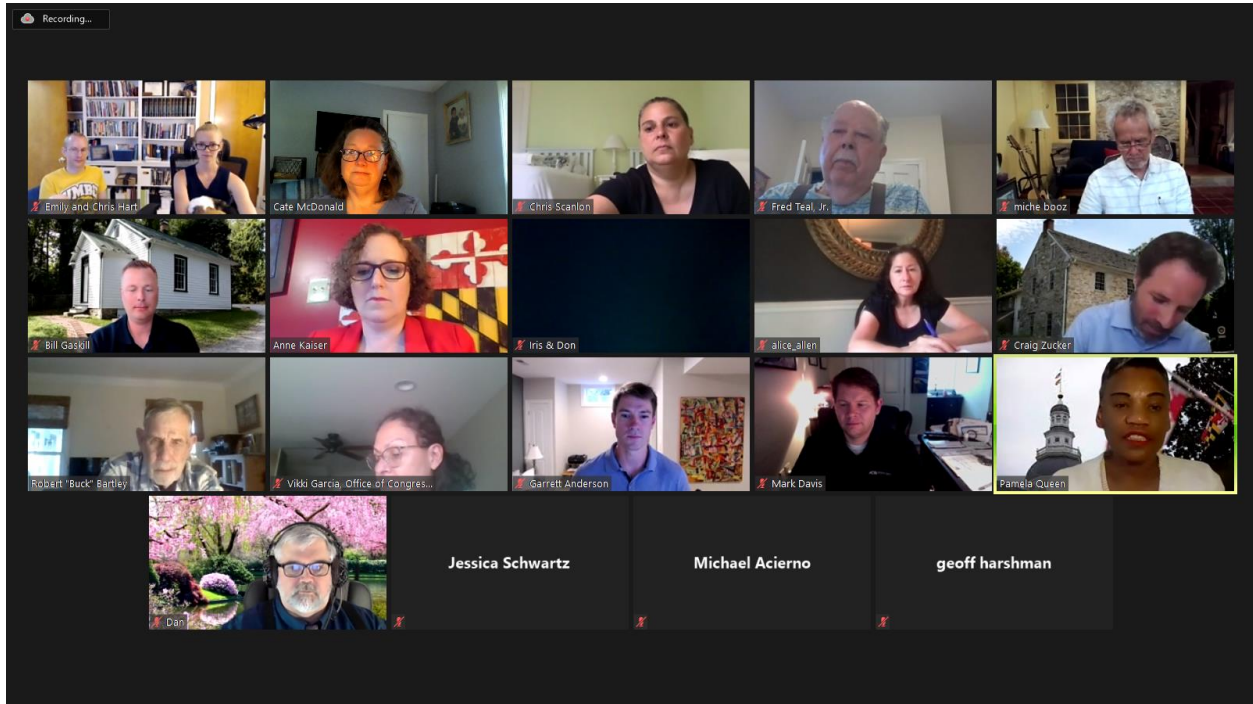 Recording...
Emily and Chris Hart
Cate McDonald
Chris Scanlon
Fred Teal, Jr.
miche booz
Bill Gaskill
Anne Kaiser
Iris & Don
alice_allen
Craig Zucker
Robert "Buck" Bartley
Vikki Garcia, Office of Congres...
Garrett Anderson
Mark Davis
Pamela Queen
Dan
Jessica Schwartz
Michael Acierno
geoff harshman